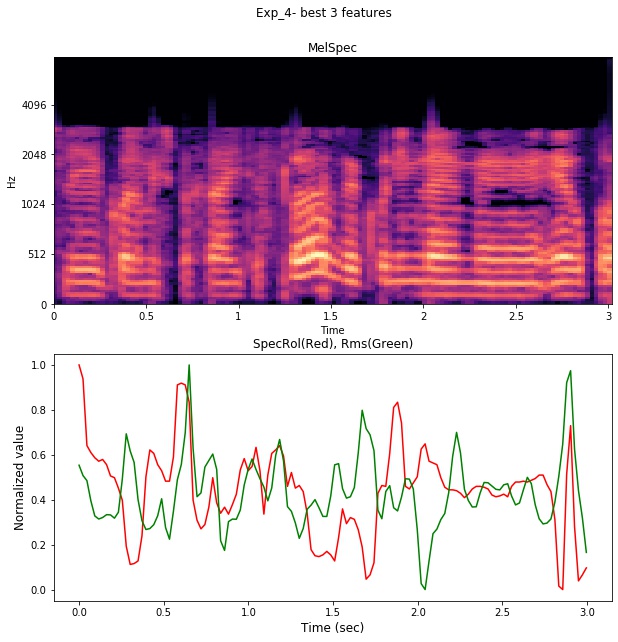 Exp_4- best 3 features
MelSpec
4096
2048
1024
512
0
Hz
0 0.5 1 1.5 2 2.5 3
Time
SpecRol(Red), Rms(Green)
1.0
0.8
0.6
0.4
0.2
0.0
Normalized value
0.0 0.5 1.0 1.5 2.0 2.5 3.0
Time (sec)